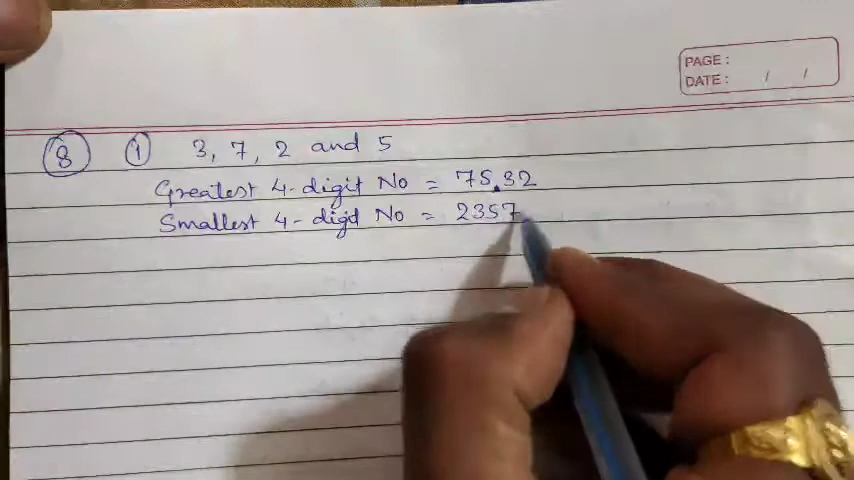 PAGE :
DATE : / /
8 1 3, 7, 2 and 5
Greatest 4-digit No = 75.32
Smallest 4-digit No = 2357